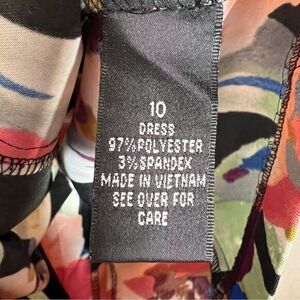 10
DRESS
97%POLYESTER
3%SPANDEX
MADE IN VIETNAM
SEE OVER FOR
CARE